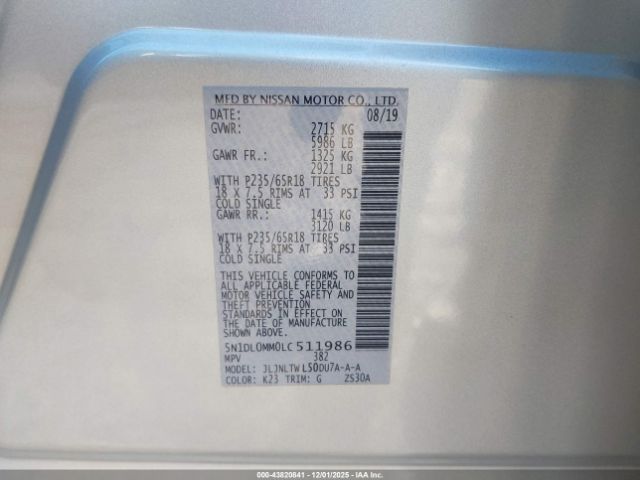 MFD BY NISSAN MOTOR CO., LTD.
DATE: 08/19
GVWR: 2715 KG
5986 LB
GAWR FR.: 1325 KG
2921 LB
WITH P235/65R18 TIRES
18 X 7.5 RIMS AT 33 PSI
COLD SINGLE
GAWR RR.: 1415 KG
3120 LB
WITH P235/65R18 TIRES
18 X 7.5 RIMS AT 33 PSI
COLD SINGLE
THIS VEHICLE CONFORMS TO
ALL APPLICABLE FEDERAL
MOTOR VEHICLE SAFETY AND
THEFT PREVENTION
STANDARDS IN EFFECT ON
THE DATE OF MANUFACTURE
SHOWN ABOVE.
5N1DL0MM0LC511986
MPV 382
MODEL: JLJNLTW L50DU7A-A-A
COLOR: K23 TRIM: G ZS30A
000-43820841 | 12/01/2025 - IAA Inc.